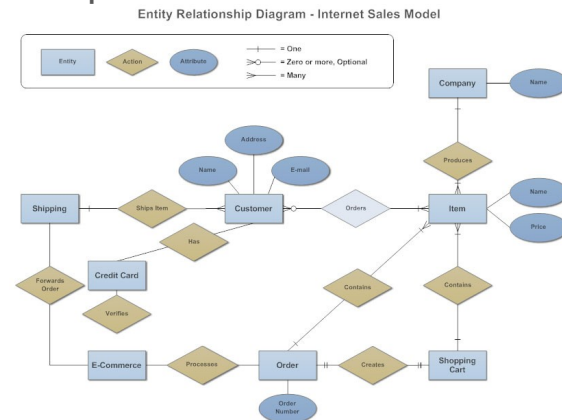 Entity Relationship Diagram - Internet Sales Model
Entity
Action
Attribute
= One
= Zero or more, Optional
= Many
Company
Name
Produces
Address
Name
E-mail
Shipping
Ships Item
Customer
Orders
Item
Name
Price
Has
Credit Card
Forwards
Order
Verifies
Contains
Contains
E-Commerce
Processes
Order
Creates
Shopping
Cart
Order
Number